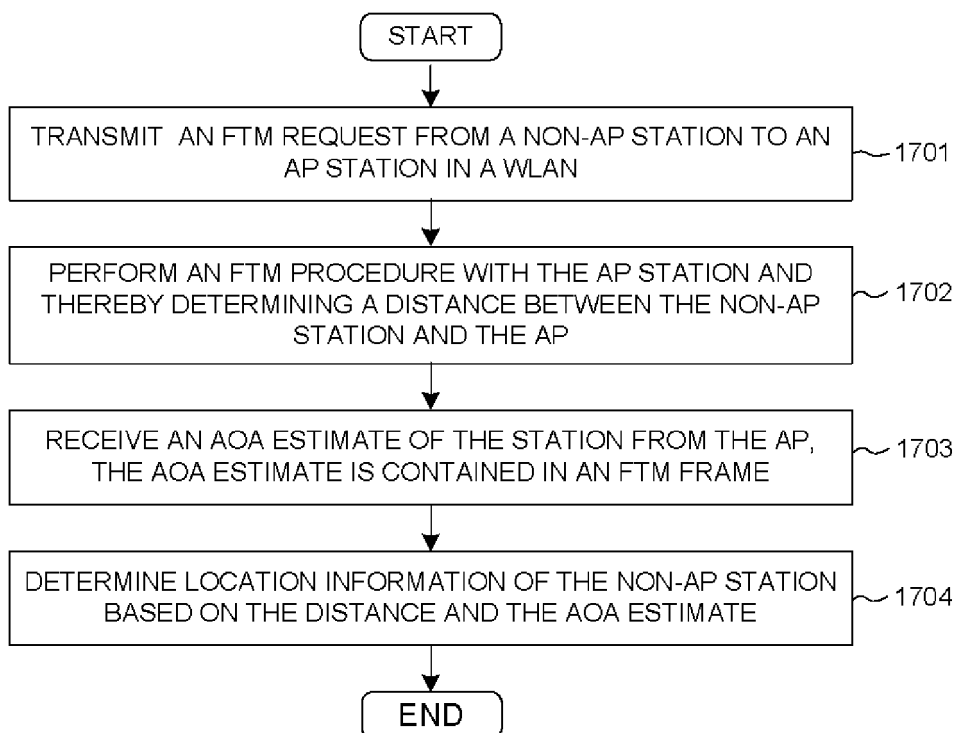 START
TRANSMIT AN FTM REQUEST FROM A NON-AP STATION TO AN
AP STATION IN A WLAN
1701
PERFORM AN FTM PROCEDURE WITH THE AP STATION AND
THEREBY DETERMINING A DISTANCE BETWEEN THE NON-AP
STATION AND THE AP
1702
RECEIVE AN AOA ESTIMATE OF THE STATION FROM THE AP,
THE AOA ESTIMATE IS CONTAINED IN AN FTM FRAME
1703
DETERMINE LOCATION INFORMATION OF THE NON-AP STATION
BASED ON THE DISTANCE AND THE AOA ESTIMATE
1704
END